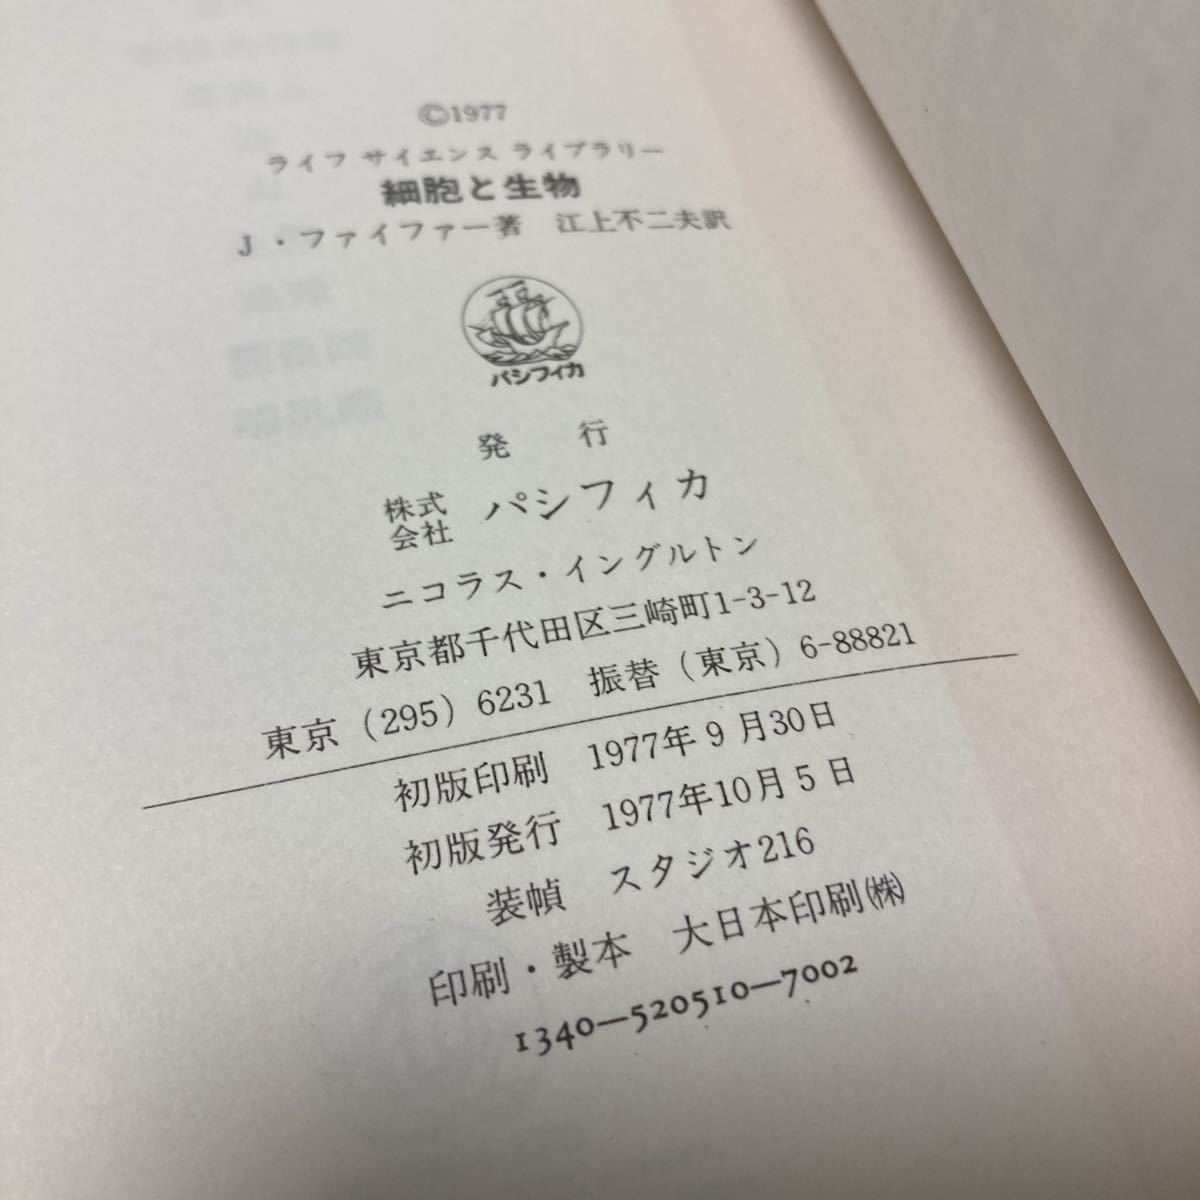 ©1977
ライフ サイエンス ライブラリー
細胞と生物
J・ファイファー著 江上不二夫訳
パシフィカ
発 行
株式会社 パシフィカ
ニコラス・イングルトン
東京都千代田区三崎町1-3-12
東京 (295) 6231 振替 (東京) 6-88821
初版印刷 1977年9月30日
初版発行 1977年10月5日
装幀 スタジオ216
印刷・製本 大日本印刷㈱
1340—520510—7002